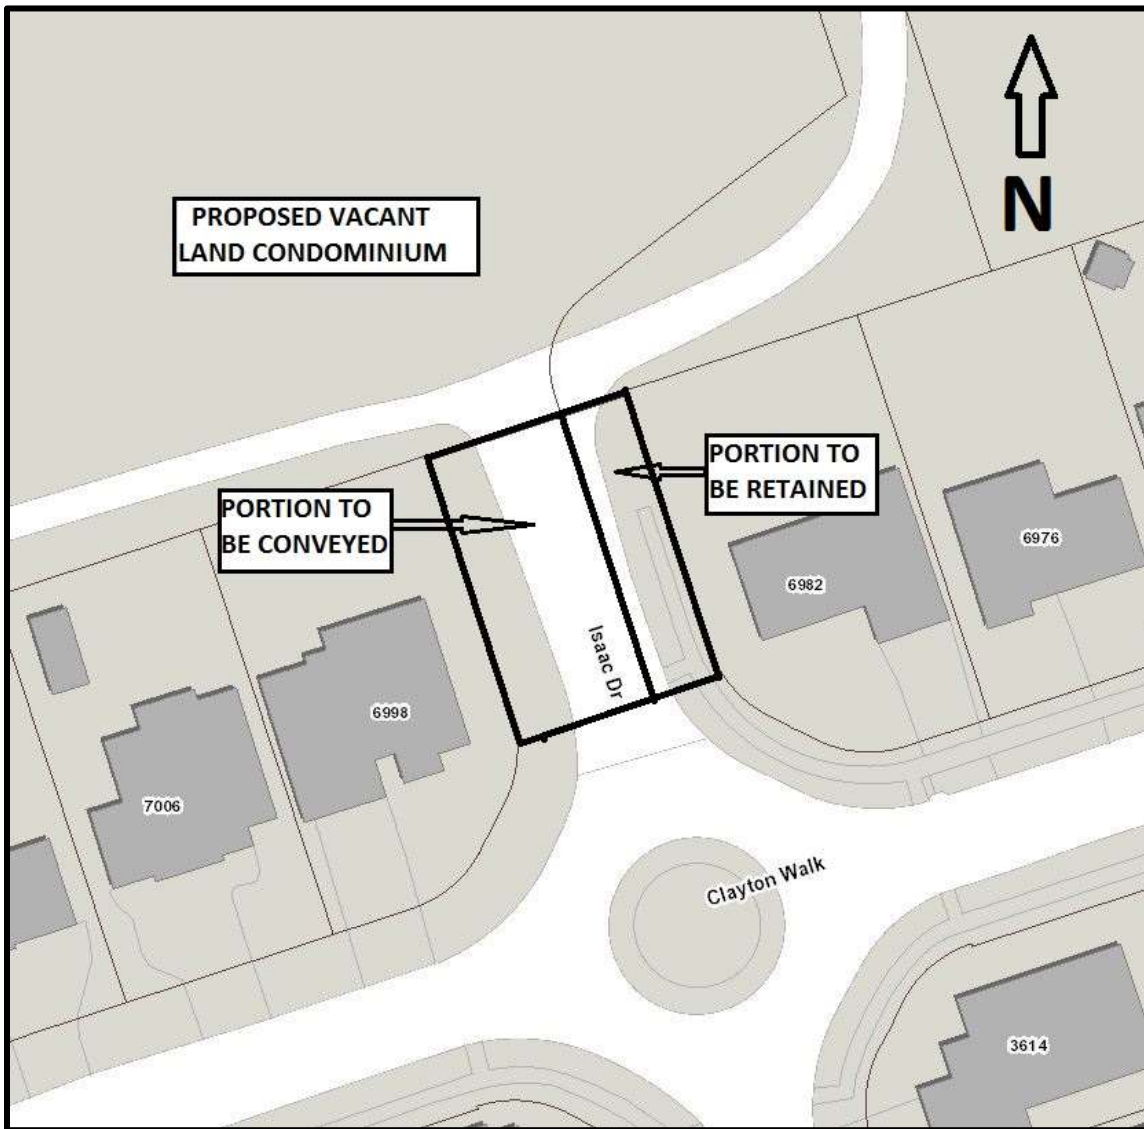 N
PROPOSED VACANT
LAND CONDOMINIUM
PORTION TO
BE RETAINED
PORTION TO
BE CONVEYED
6976
6982
Isaac Dr
6998
7006
Clayton Walk
3614